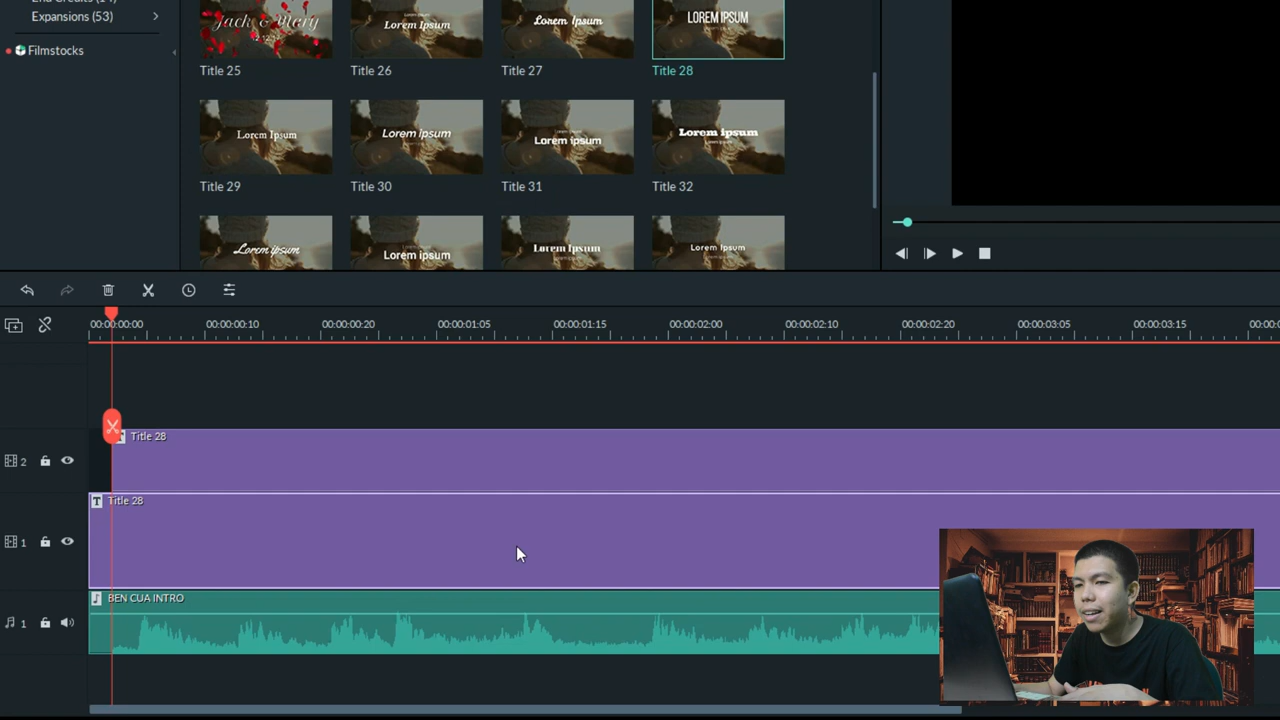 Expansions (53)
Filmstocks
Jack & Mary
Lorem Ipsum
Lorem Ipsum
LOREM IPSUM
Title 25
Title 26
Title 27
Title 28
Lorem Ipsum
Lorem Ipsum
Lorem ipsum
Lorem ipsum
Title 29
Title 30
Title 31
Title 32
Lorem ipsum
Lorem ipsum
Lorem Ipsum
Lorem Ipsum
00:00:00:00
00:00:00:10
00:00:00:20
00:00:01:05
00:00:01:15
00:00:02:00
00:00:02:10
00:00:02:20
00:00:03:05
00:00:03:15
Title 28
2
T Title 28
1
BEN CUA INTRO
1